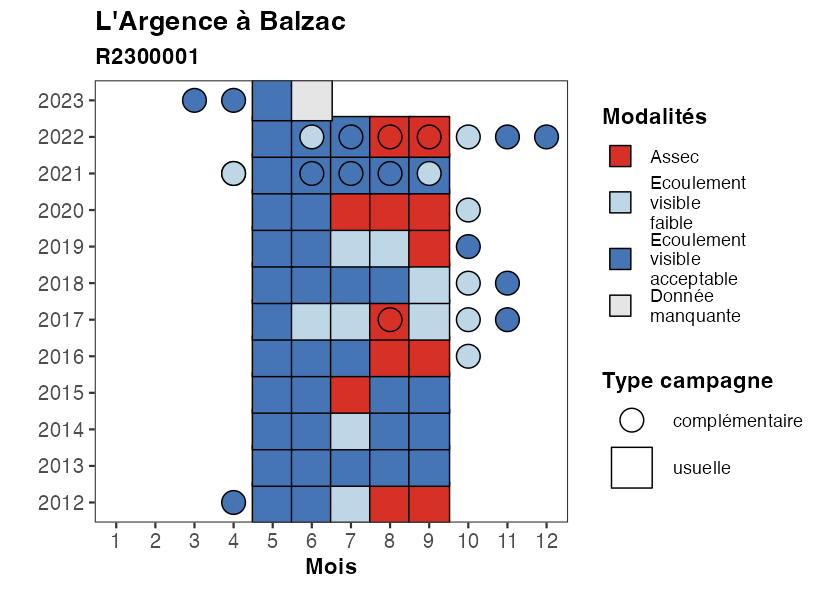 L'Argence à Balzac
R2300001
2023
2022
2021
2020
2019
2018
2017
2016
2015
2014
2013
2012
1 2 3 4 5 6 7 8 9 10 11 12
Mois
Modalités
Assec
Ecoulement
visible
faible
Ecoulement
visible
acceptable
Donnée
manquante
Type campagne
complémentaire
usuelle